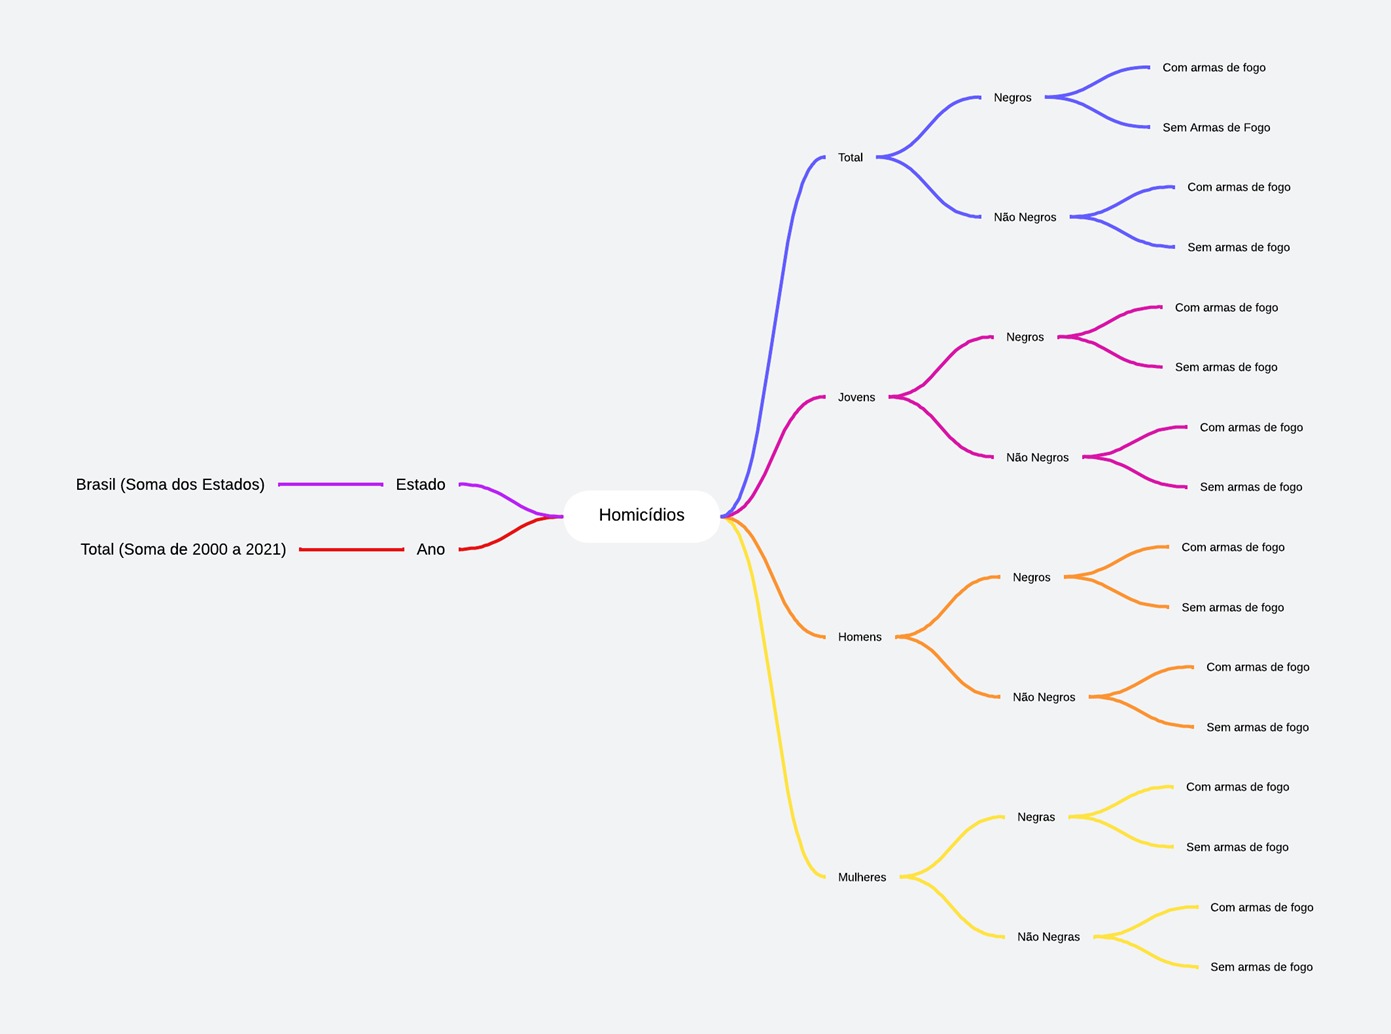 Homicídios
Estado
Brasil (Soma dos Estados)
Ano
Total (Soma de 2000 a 2021)
Total
Negros
Com armas de fogo
Sem Armas de Fogo
Não Negros
Com armas de fogo
Sem armas de fogo
Jovens
Negros
Com armas de fogo
Sem armas de fogo
Não Negros
Com armas de fogo
Sem armas de fogo
Homens
Negros
Com armas de fogo
Sem armas de fogo
Não Negros
Com armas de fogo
Sem armas de fogo
Mulheres
Negras
Com armas de fogo
Sem armas de fogo
Não Negras
Com armas de fogo
Sem armas de fogo